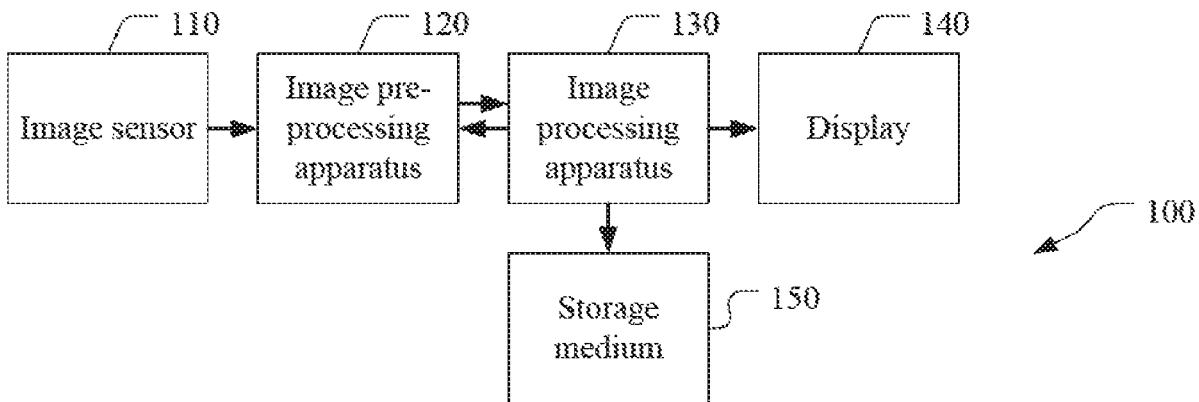 110
120
130
140
Image sensor
Image pre-
processing
apparatus
Image
processing
apparatus
Display
100
Storage
medium
150